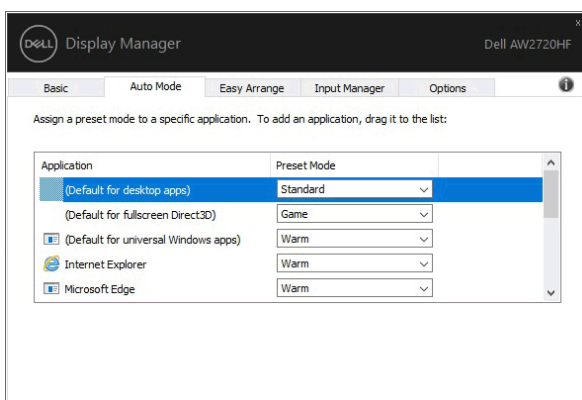 x
DELL Display Manager Dell AW2720HF
Basic Auto Mode Easy Arrange Input Manager Options i
Assign a preset mode to a specific application. To add an application, drag it to the list:
Application Preset Mode
(Default for desktop apps) Standard
(Default for fullscreen Direct3D) Game
(Default for universal Windows apps) Warm
Internet Explorer Warm
Microsoft Edge Warm